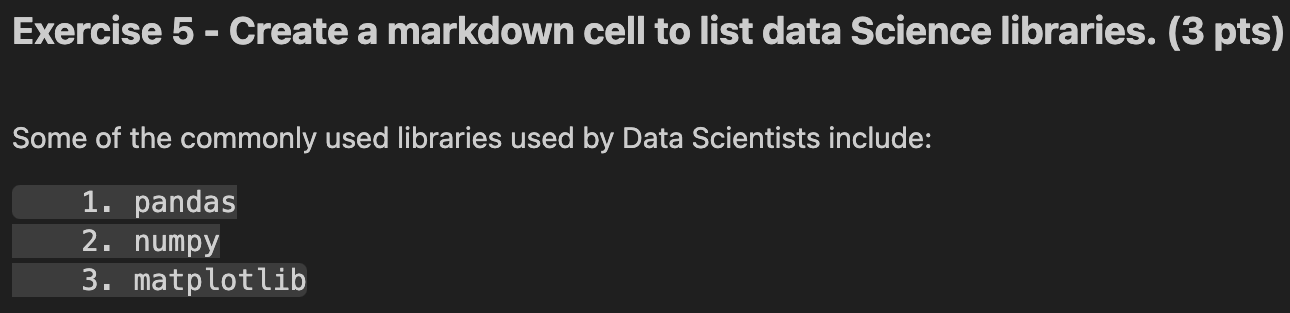 Exercise 5 - Create a markdown cell to list data Science libraries. (3 pts)
Some of the commonly used libraries used by Data Scientists include:
1. pandas
2. numpy
3. matplotlib